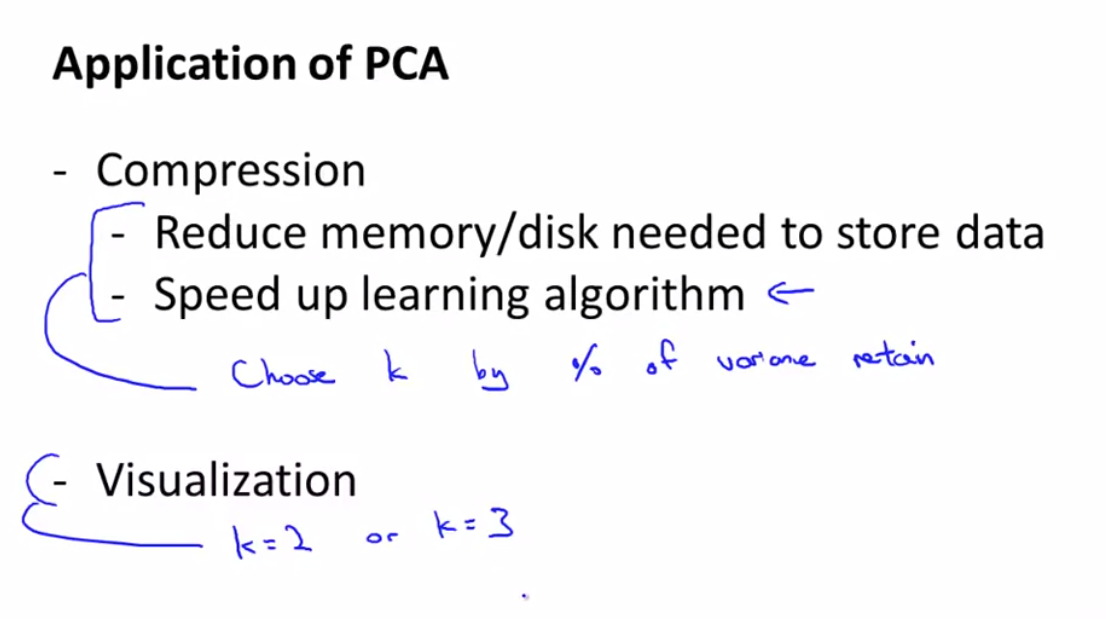 Application of PCA
- Compression
- Reduce memory/disk needed to store data
- Speed up learning algorithm ←
Choose k by % of variance retain
- Visualization
k = 2 or k = 3